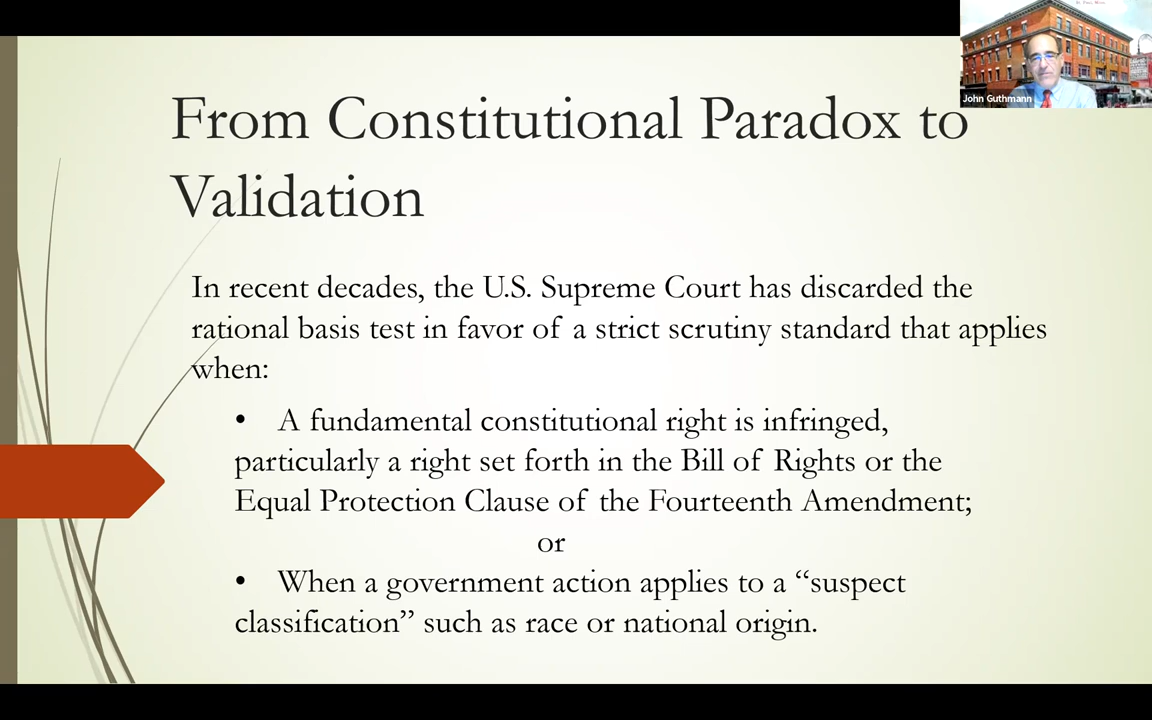 From Constitutional Paradox to
Validation
In recent decades, the U.S. Supreme Court has discarded the
rational basis test in favor of a strict scrutiny standard that applies
when:
• A fundamental constitutional right is infringed,
particularly a right set forth in the Bill of Rights or the
Equal Protection Clause of the Fourteenth Amendment;
or
• When a government action applies to a “suspect
classification” such as race or national origin.
John Guthmann